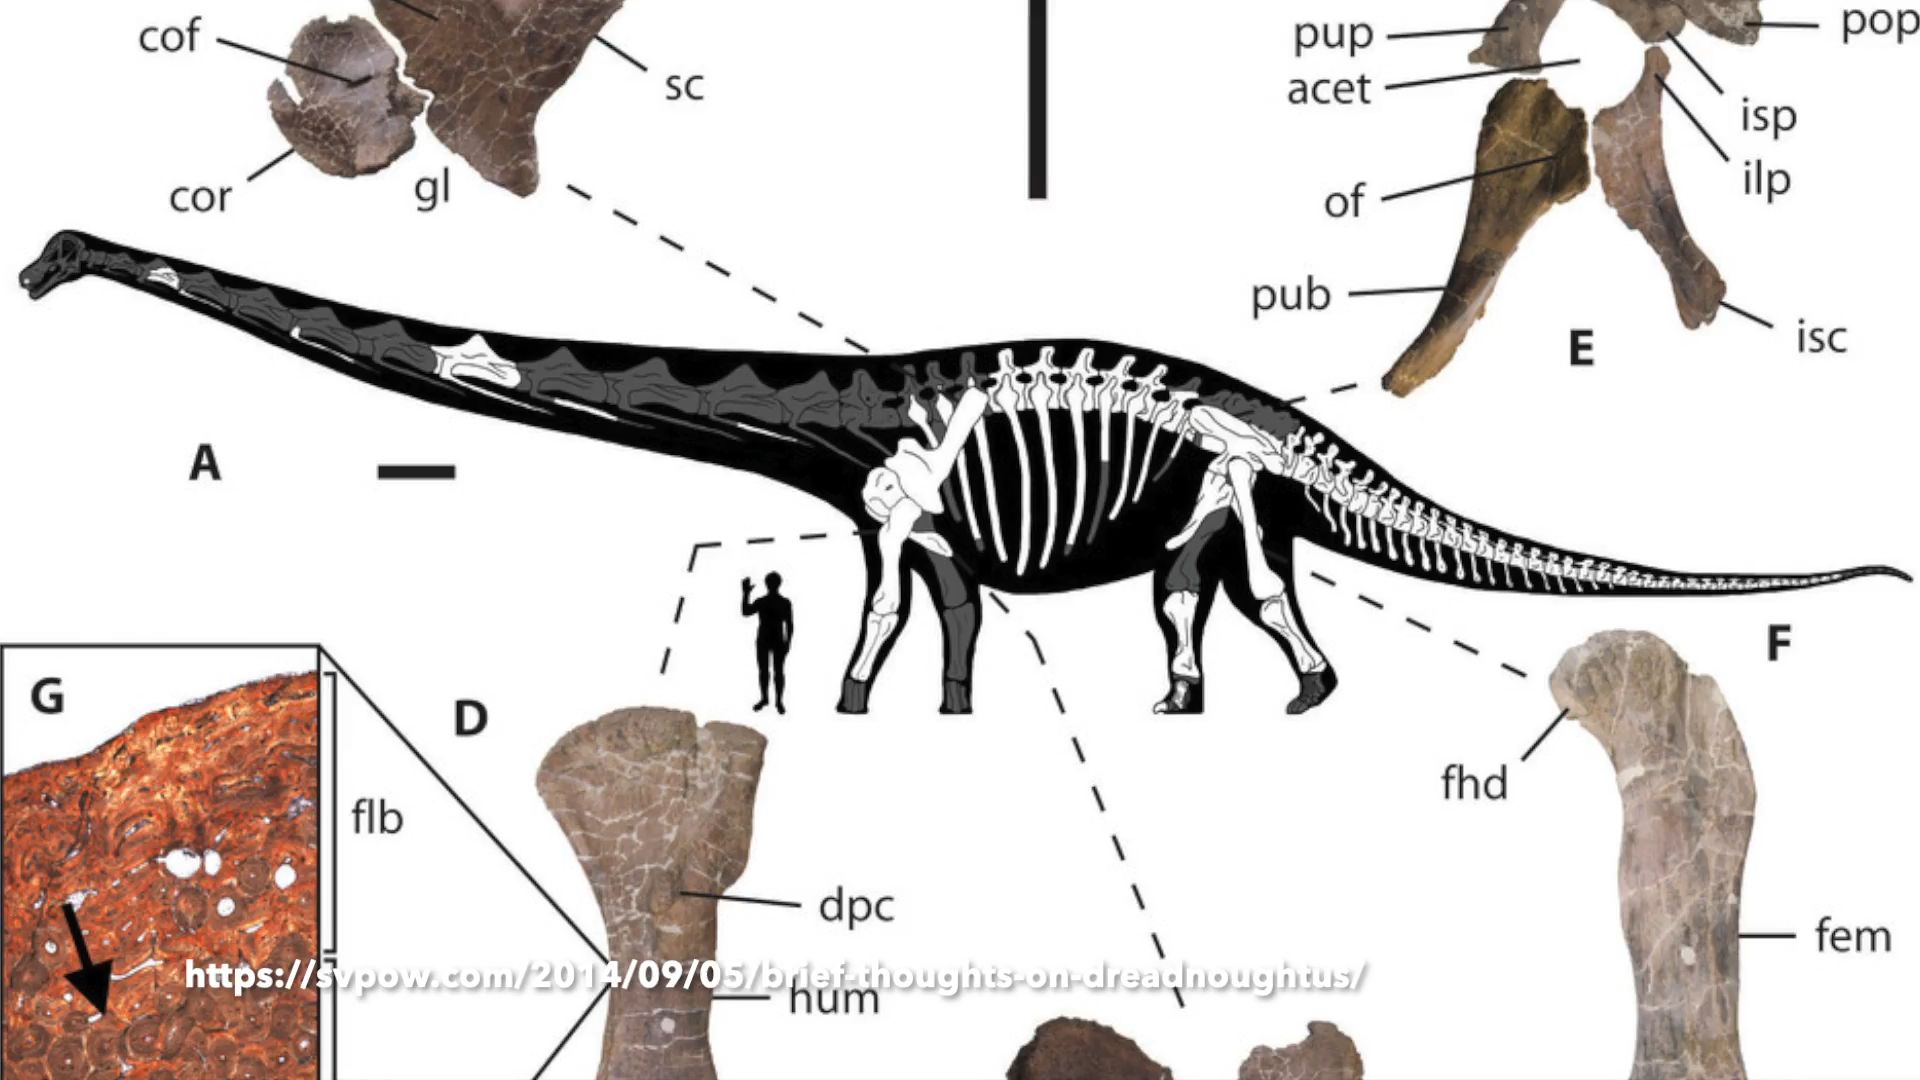 cof
sc
cor
gl
pup
pop
acet
isp
ilp
of
pub
isc
E
A
F
G
D
fhd
flb
dpc
fem
https://svpow.com/2014/09/05/brief-thoughts-on-dreadnoughtus/
hum